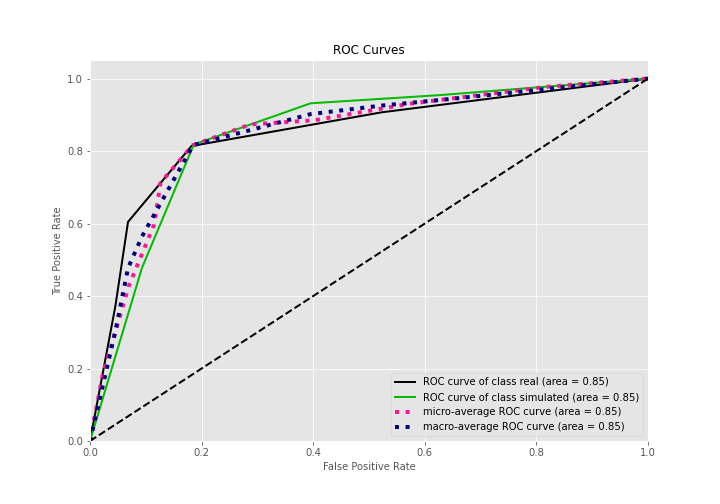 ROC Curves
True Positive Rate
1.0
0.8
0.6
0.4
0.2
0.0
ROC curve of class real (area = 0.85)
ROC curve of class simulated (area = 0.85)
micro-average ROC curve (area = 0.85)
macro-average ROC curve (area = 0.85)
0.0 0.2 0.4 0.6 0.8 1.0
False Positive Rate